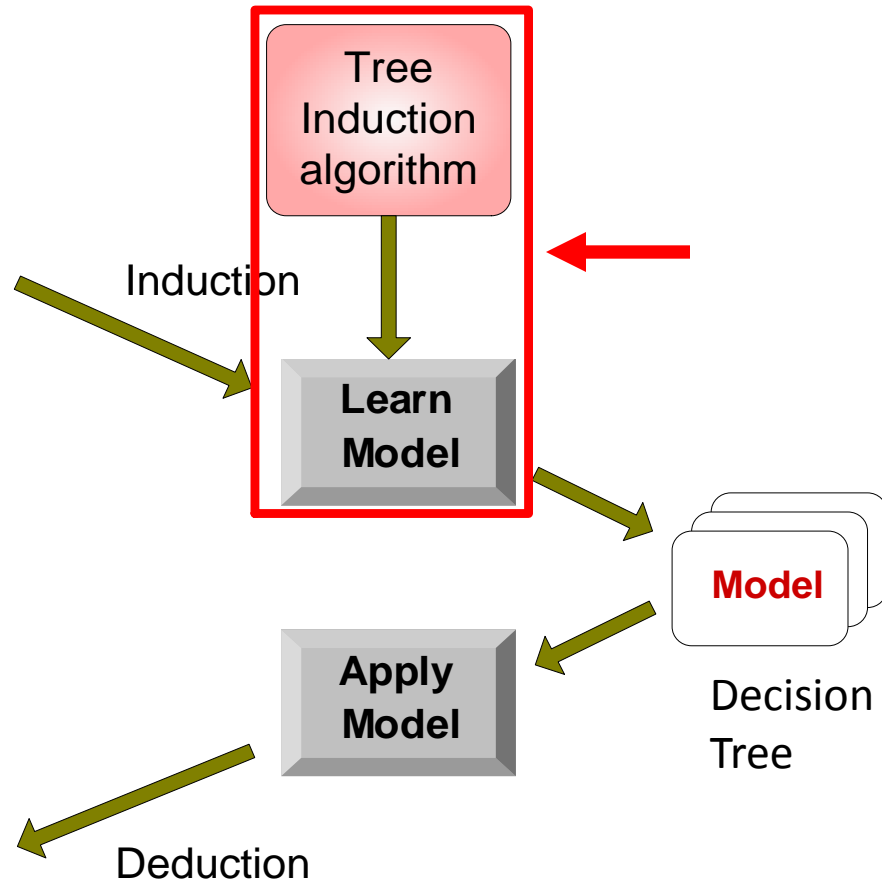 Tree
Induction
algorithm
Induction
Learn
Model
Model
Decision
Tree
Apply
Model
Deduction